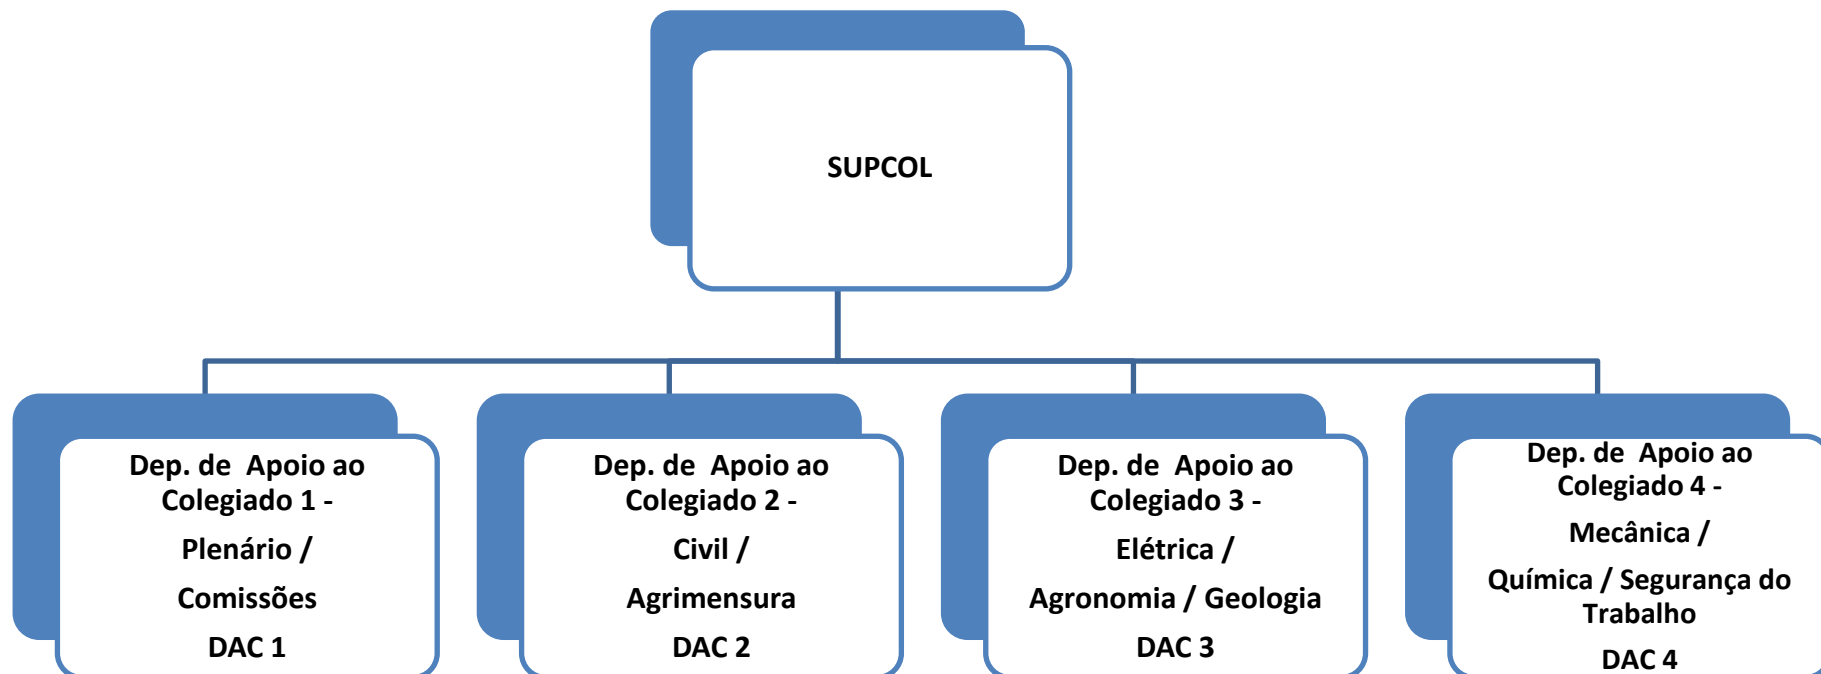 SUPCOL
Dep. de Apoio ao
Colegiado 1 -
Plenário /
Comissões
DAC 1
Dep. de Apoio ao
Colegiado 2 -
Civil /
Agrimensura
DAC 2
Dep. de Apoio ao
Colegiado 3 -
Elétrica /
Agronomia / Geologia
DAC 3
Dep. de Apoio ao
Colegiado 4 -
Mecânica /
Química / Segurança do
Trabalho
DAC 4